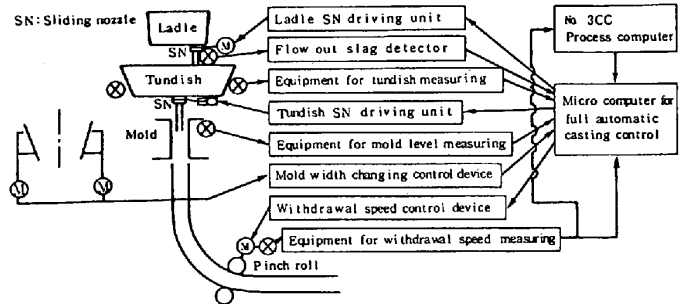 SN: Sliding nozzle
Ladle
SN
M
Tundish
SN
Mold
M
M
M
Pinch roll
Ladle SN driving unit
Flow out slag detector
Equipment for tundish measuring
Tundish SN driving unit
Equipment for mold level measuring
Mold width changing control device
Withdrawal speed control device
Equipment for withdrawal speed measuring
No 3CC
Process computer
Micro computer for
full automatic
casting control